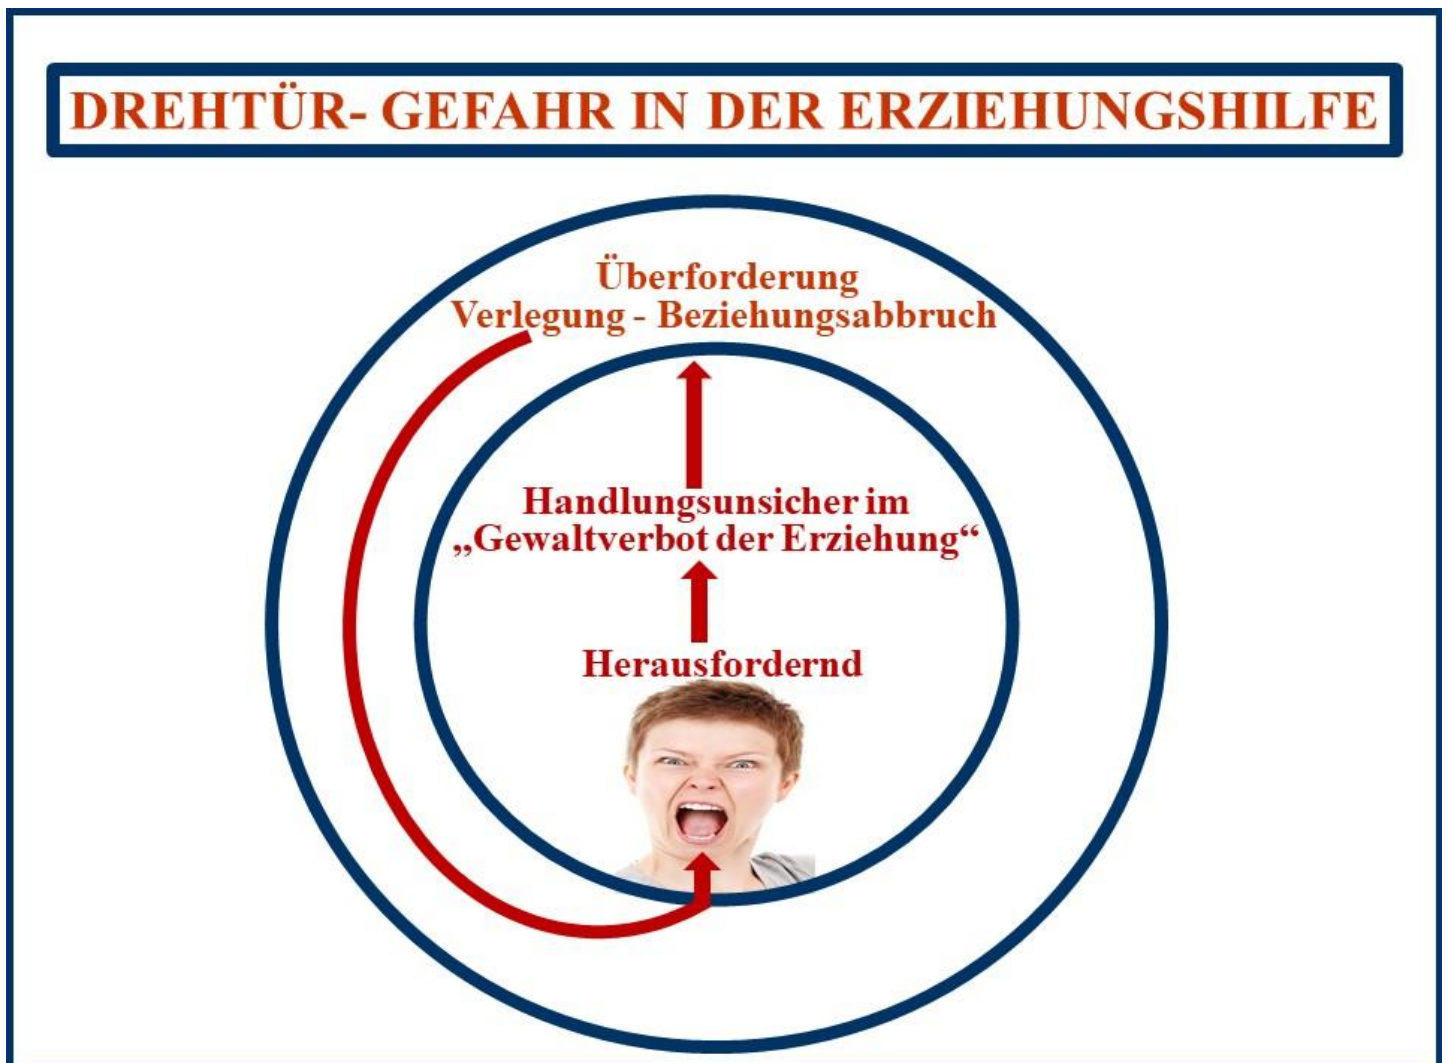 DREHTÜR- GEFAHR IN DER ERZIEHUNGSHILFE
Überforderung
Verlegung - Beziehungsabbruch
Handlungsunsicher im
„Gewaltverbot der Erziehung“
Herausfordernd